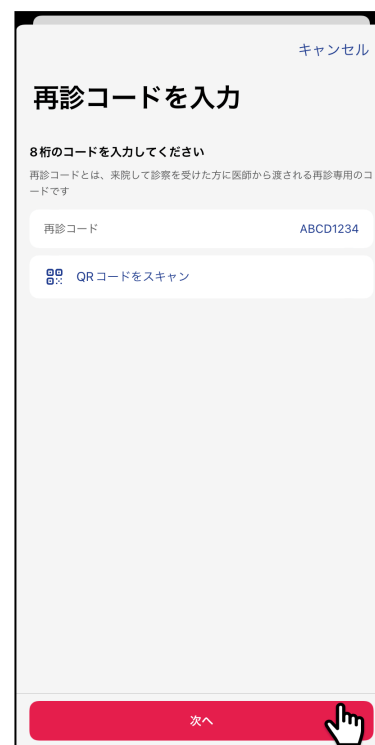 キャンセル
再診コードを入力
8桁のコードを入力してください
再診コードとは、来院して診察を受けた方に医師から渡される再診専用のコ
ードです
再診コード ABCD1234
QRコードをスキャン
次へ